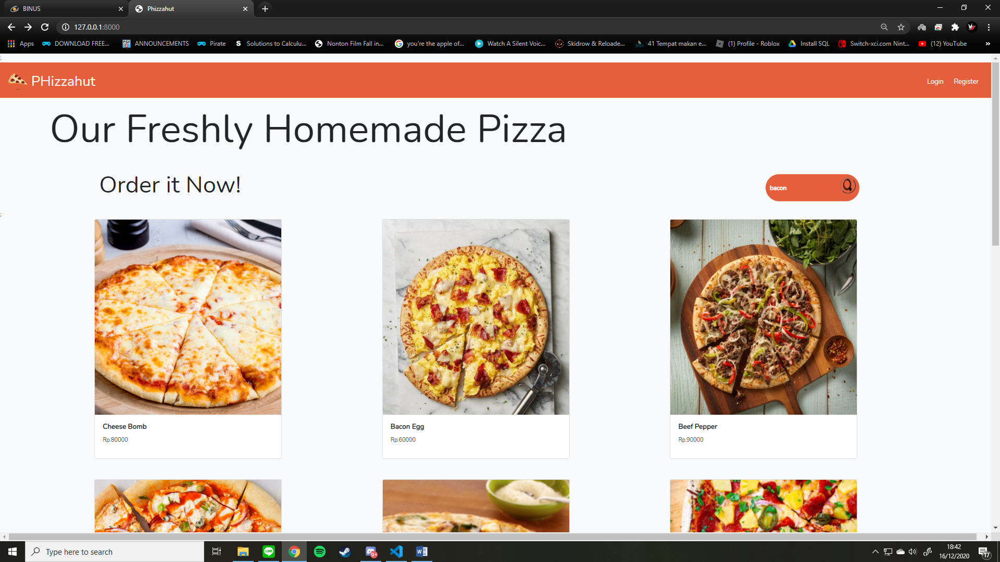 BINUS
Phizzahut
127.0.0.1:8000
Apps
DOWNLOAD FREE...
ANNOUNCEMENTS
Pirate
Solutions to Calculu...
Nonton Film Fall in...
you're the apple of...
Watch A Silent Voic...
Skidrow & Reloade...
41 Tempat makan e...
(1) Profile - Roblox
Install SQL
Switch-xci.com Nint...
(12) YouTube
»
;
PHizzahut
Login
Register
Our Freshly Homemade Pizza
Order it Now!
bacon
;
Cheese Bomb
Rp.80000
Bacon Egg
Rp.60000
Beef Pepper
Rp.90000
Type here to search
LINE
9+
18:42
16/12/2020
17